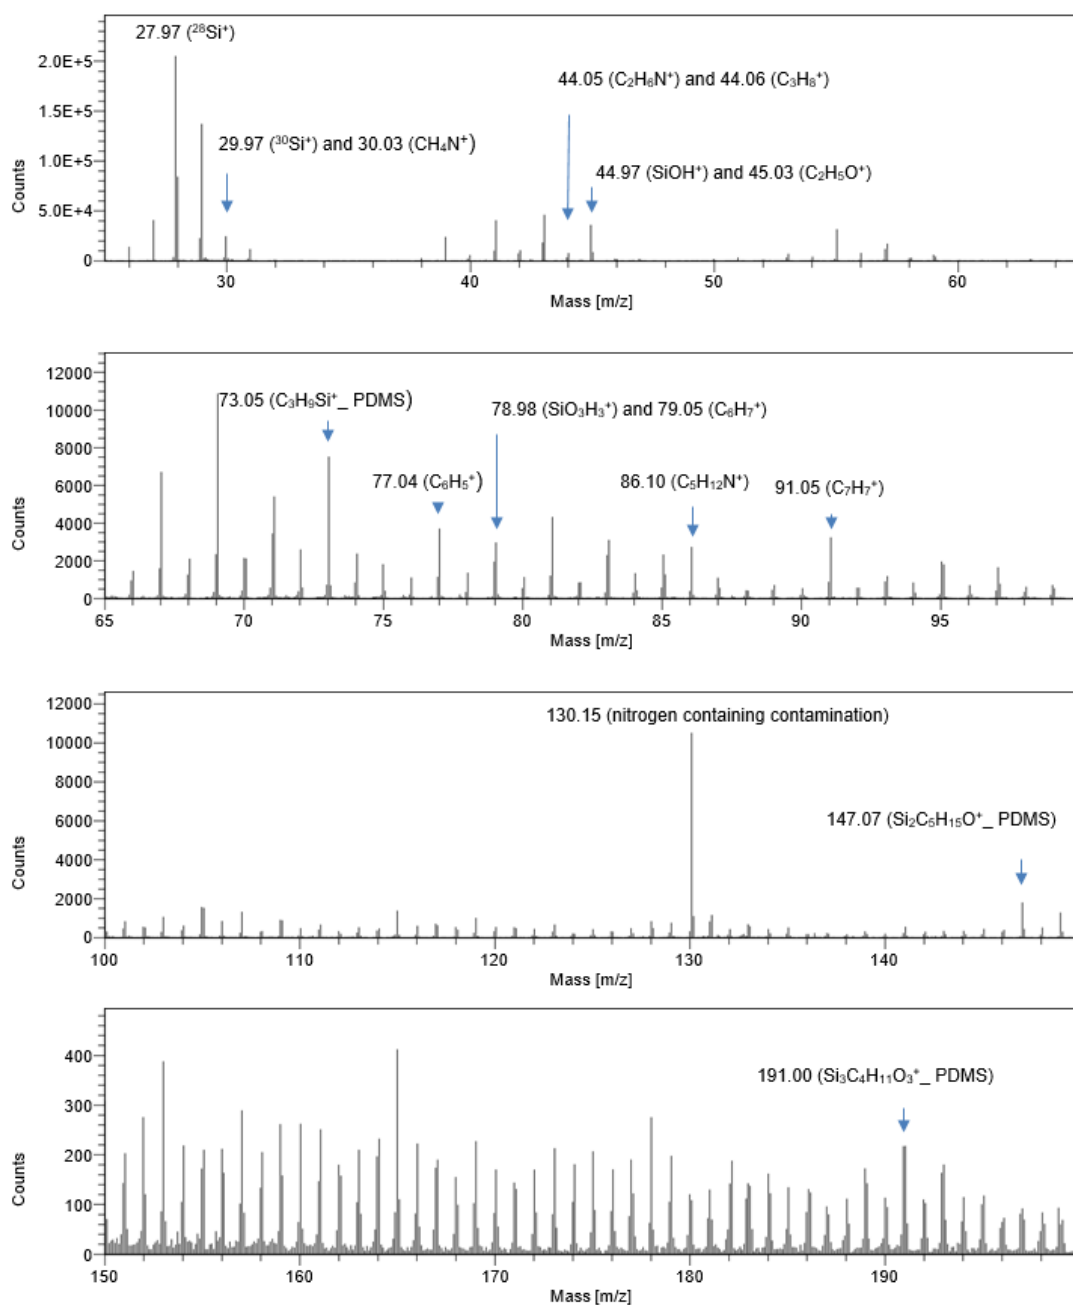 27.97 (²⁸Si⁺)
2.0E+5
44.05 (C₂H₆N⁺) and 44.06 (C₃H₈⁺)
1.5E+5
29.97 (³⁰Si⁺) and 30.03 (CH₄N⁺)
1.0E+5
44.97 (SiOH⁺) and 45.03 (C₂H₅O⁺)
Counts
5.0E+4
0
30 40 50 60
Mass [m/z]
12000
73.05 (C₃H₉Si⁺_ PDMS)
78.98 (SiO₃H₃⁺) and 79.05 (C₆H₇⁺)
10000
8000
77.04 (C₆H₅⁺) 86.10 (C₅H₁₂N⁺) 91.05 (C₇H₇⁺)
6000
Counts
4000
2000
0
65 70 75 80 85 90 95
Mass [m/z]
12000
130.15 (nitrogen containing contamination)
10000
8000
147.07 (Si₂C₅H₁₅O⁺_ PDMS)
6000
Counts
4000
2000
0
100 110 120 130 140
Mass [m/z]
400
191.00 (Si₃C₄H₁₁O₃⁺_ PDMS)
300
200
Counts
100
0
150 160 170 180 190
Mass [m/z]